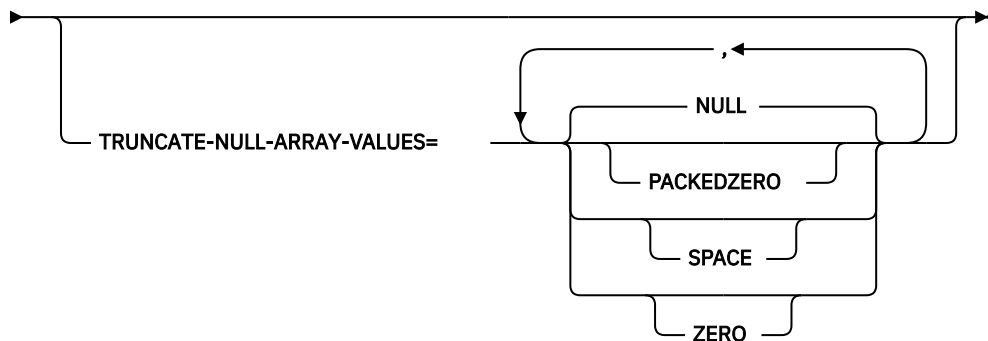 ,
NULL
TRUNCATE-NULL-ARRAY-VALUES=
PACKEDZERO
SPACE
ZERO